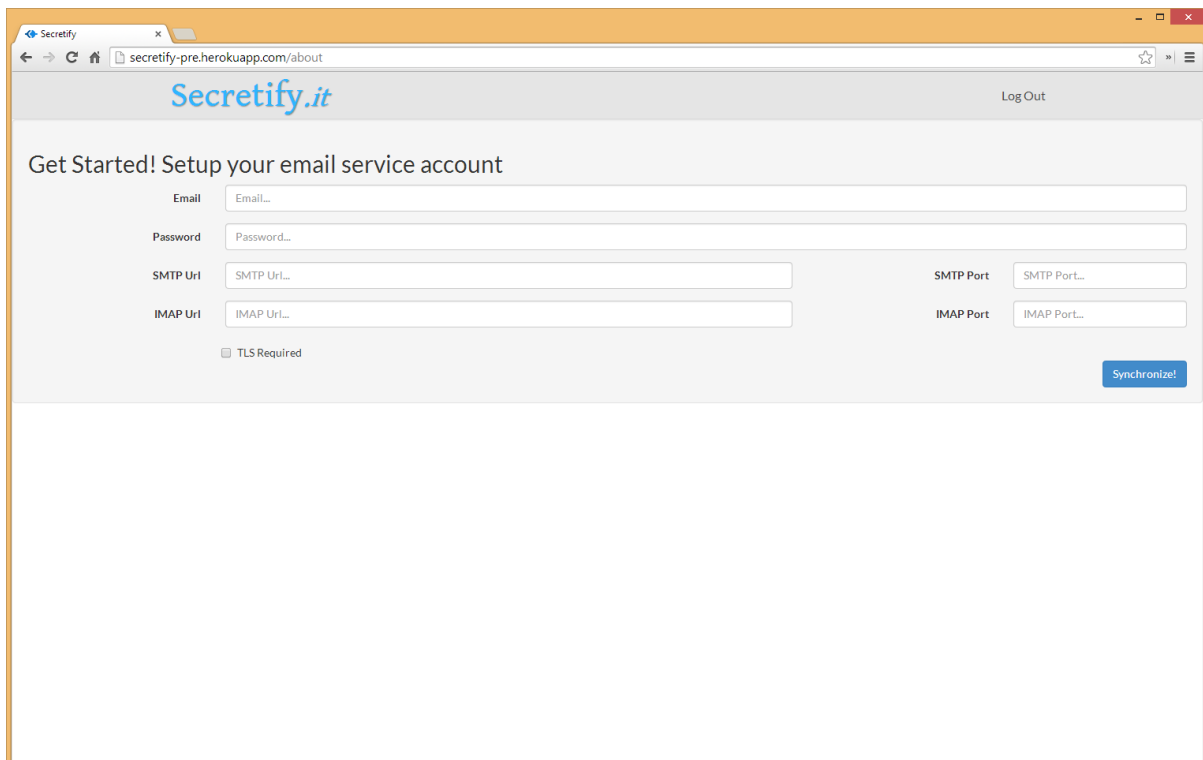 Secretify
secretify-pre.herokuapp.com/about
Secretify.it
Log Out
Get Started! Setup your email service account
Email Email...
Password Password...
SMTP Url SMTP Url... SMTP Port SMTP Port...
IMAP Url IMAP Url... IMAP Port IMAP Port...
TLS Required
Synchronize!